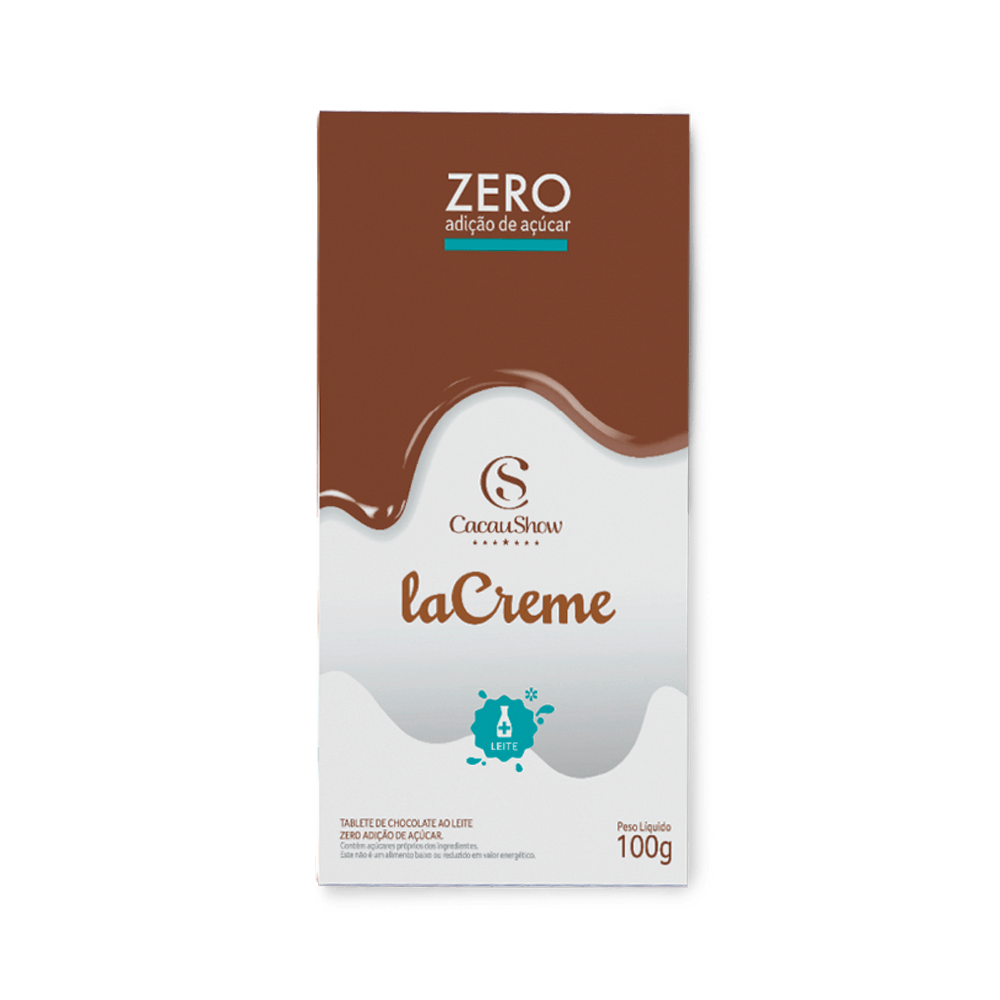 ZERO
adição de açúcar
CS
CacauShow
laCreme
+
LEITE
TABLETE DE CHOCOLATE AO LEITE
ZERO ADIÇÃO DE AÇÚCAR.
Contém açúcares próprios dos ingredientes.
Este não é um alimento baixo ou reduzido em valor energético.
Peso Líquido
100g